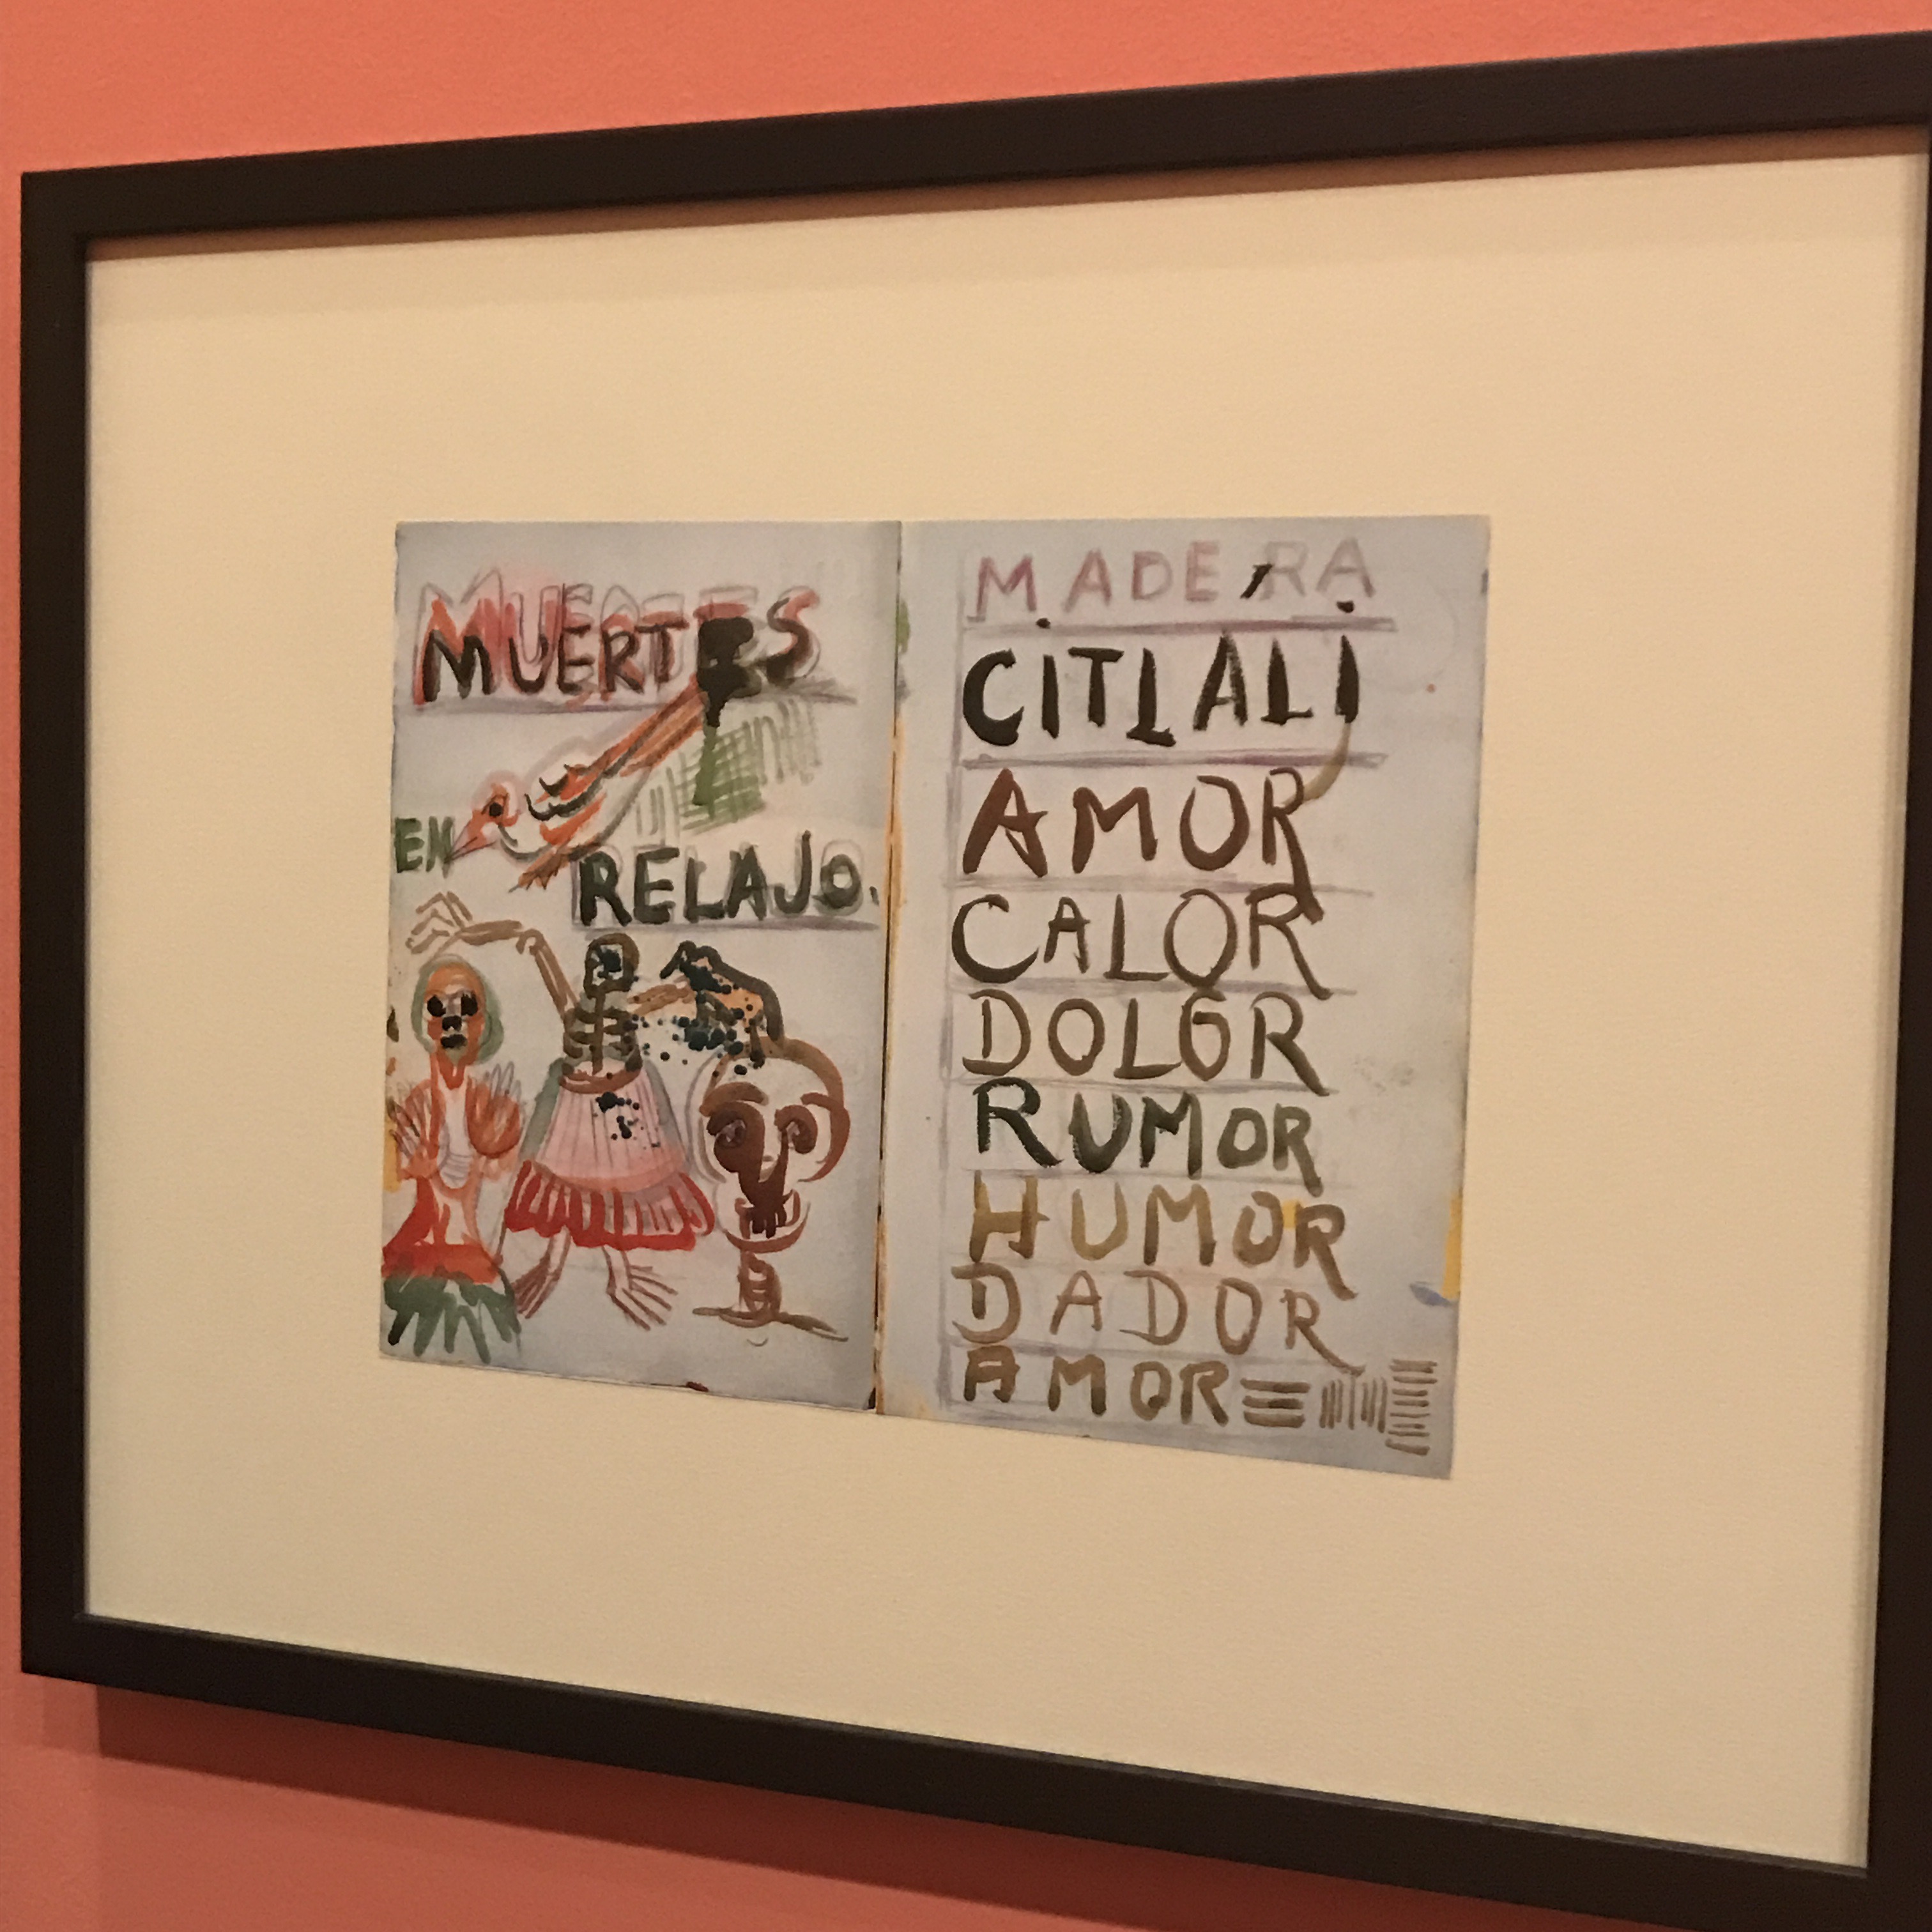 MUERTES
EN
RELAJO.
MADERA
CITLALI
AMOR
CALOR
DOLOR
RUMOR
HUMOR
DADOR
AMOR